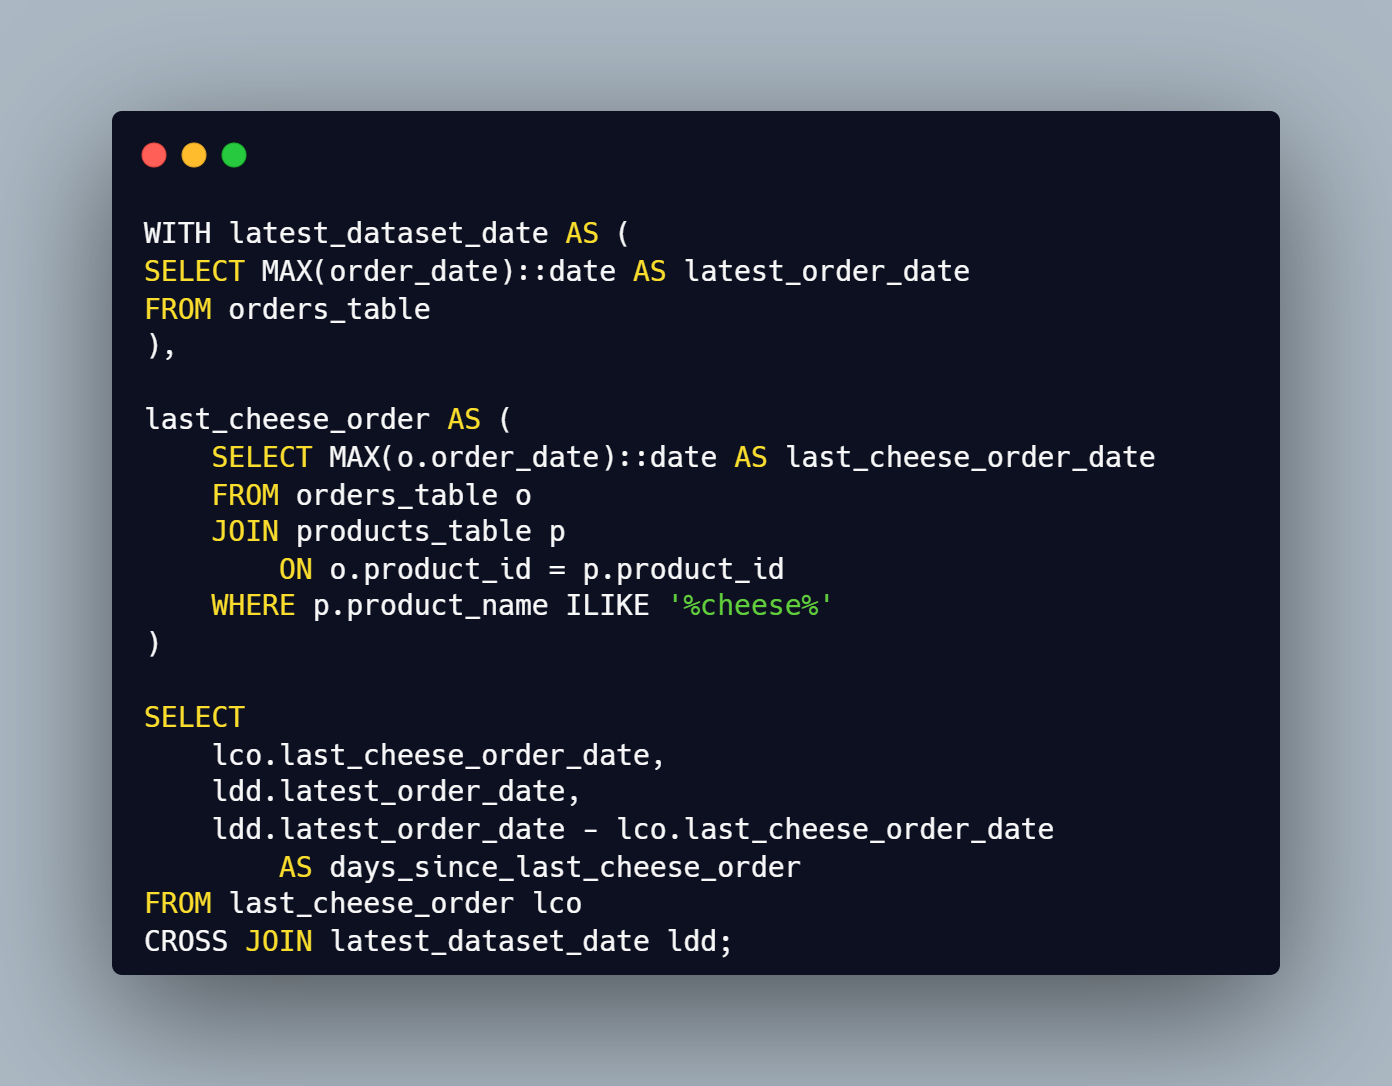 WITH latest_dataset_date AS (
SELECT MAX(order_date)::date AS latest_order_date
FROM orders_table
),

last_cheese_order AS (
    SELECT MAX(o.order_date)::date AS last_cheese_order_date
    FROM orders_table o
    JOIN products_table p
        ON o.product_id = p.product_id
    WHERE p.product_name ILIKE '%cheese%'
)

SELECT
    lco.last_cheese_order_date,
    ldd.latest_order_date,
    ldd.latest_order_date - lco.last_cheese_order_date
        AS days_since_last_cheese_order
FROM last_cheese_order lco
CROSS JOIN latest_dataset_date ldd;